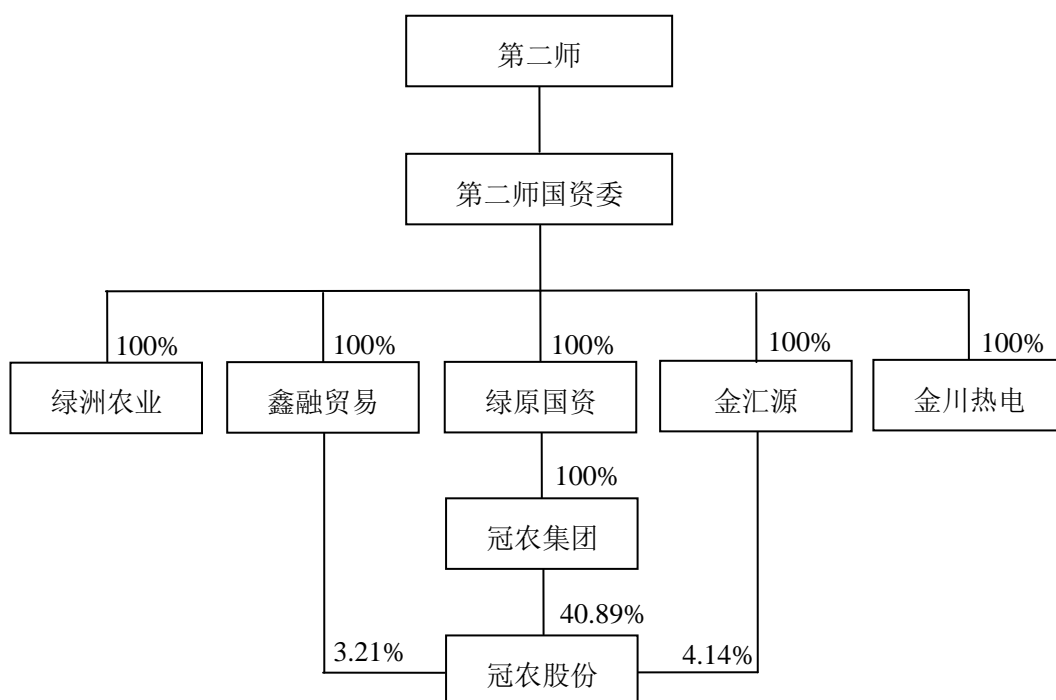 第二师
第二师国资委
100% 100% 100% 100% 100%
绿洲农业 鑫融贸易 绿原国资 金汇源 金川热电
100%
冠农集团
40.89%
3.21% 4.14%
冠农股份